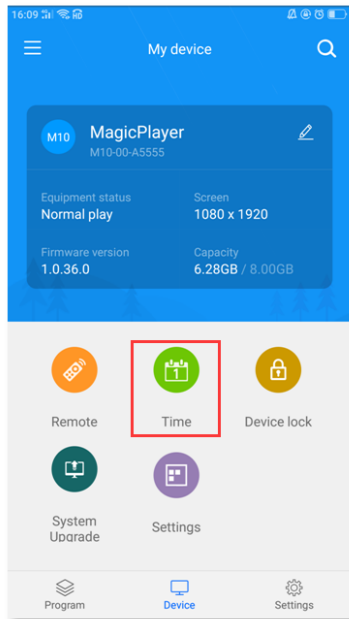 16:09
My device
M10
MagicPlayer
M10-00-A5555
Equipment status
Screen
Normal play
1080 x 1920
Firmware version
Capacity
1.0.36.0
6.28GB / 8.00GB
1
Remote
Time
Device lock
System
Upgrade
Settings
Program
Device
Settings